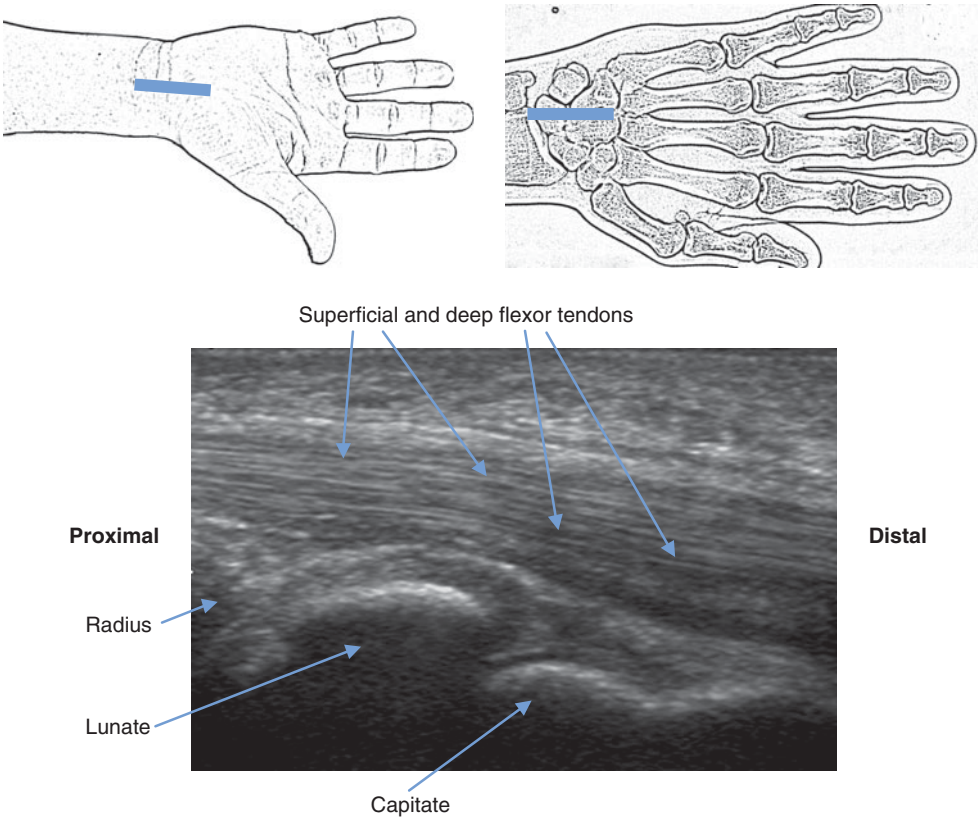 Superficial and deep flexor tendons
Proximal
Distal
Radius
Lunate
Capitate